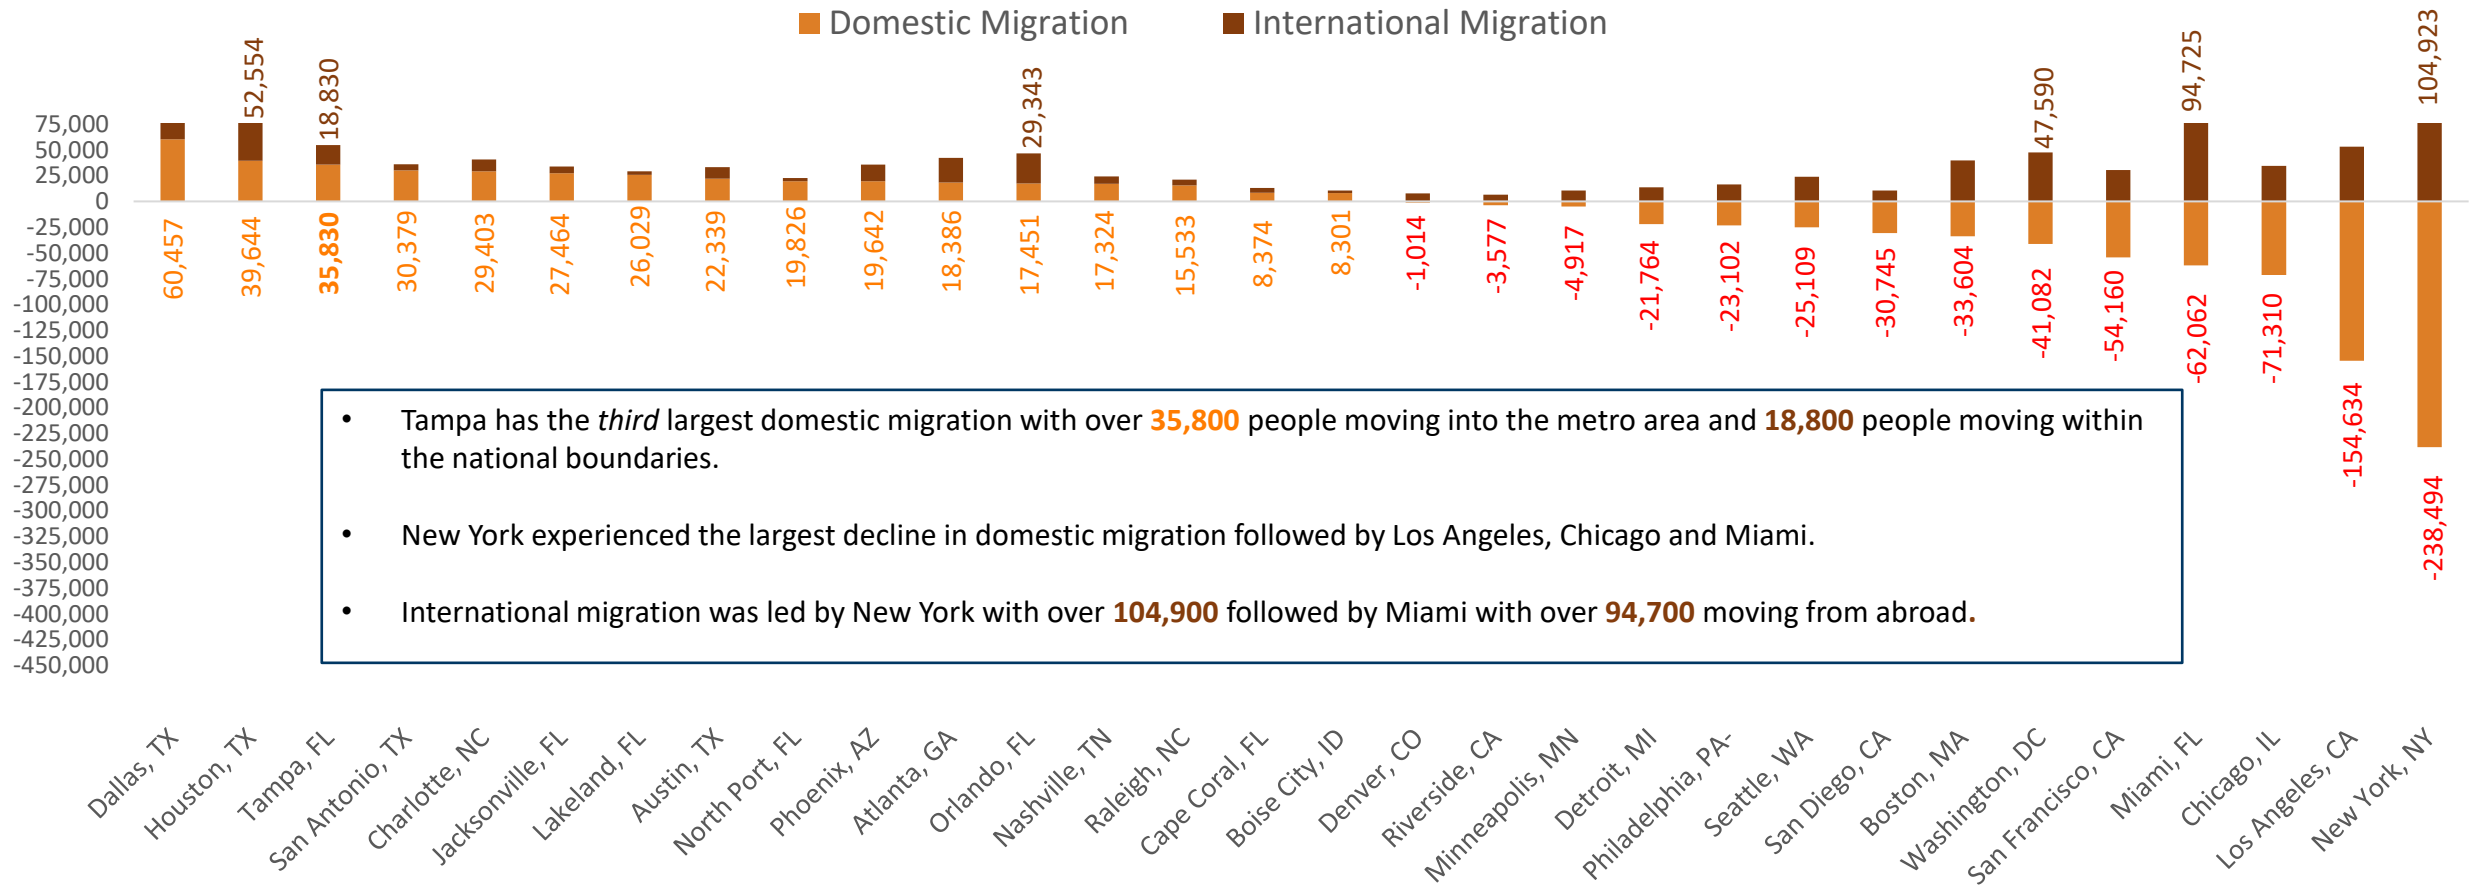 Domestic Migration
International Migration
52,554
18,830
29,343
47,590
94,725
104,923
75,000
50,000
25,000
0
-25,000
-50,000
-75,000
-100,000
-125,000
-150,000
-175,000
-200,000
-225,000
-250,000
-275,000
-300,000
-325,000
-350,000
-375,000
-400,000
-425,000
-450,000
60,457
39,644
35,830
30,379
29,403
27,464
26,029
22,339
19,826
19,642
18,386
17,451
17,324
15,533
8,374
8,301
-1,014
-3,577
-4,917
-21,764
-23,102
-25,109
-30,745
-33,604
-41,082
-54,160
-62,062
-71,310
-154,634
-238,494
• Tampa has the third largest domestic migration with over 35,800 people moving into the metro area and 18,800 people moving within
the national boundaries.
• New York experienced the largest decline in domestic migration followed by Los Angeles, Chicago and Miami.
• International migration was led by New York with over 104,900 followed by Miami with over 94,700 moving from abroad.
Dallas, TX
Houston, TX
Tampa, FL
San Antonio, TX
Charlotte, NC
Jacksonville, FL
Lakeland, FL
Austin, TX
North Port, FL
Phoenix, AZ
Atlanta, GA
Orlando, FL
Nashville, TN
Raleigh, NC
Cape Coral, FL
Boise City, ID
Denver, CO
Riverside, CA
Minneapolis, MN
Detroit, MI
Philadelphia, PA-
Seattle, WA
San Diego, CA
Boston, MA
Washington, DC
San Francisco, CA
Miami, FL
Chicago, IL
Los Angeles, CA
New York, NY